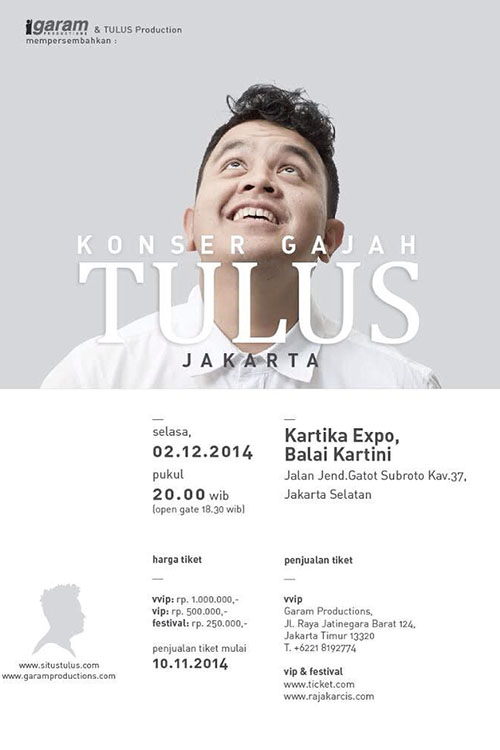 garam & TULUS Production
PRODUCTIONS
mempersembahkan :
KONSER GAJAH
TULUS
JAKARTA
selasa,
02.12.2014
pukul
20.00 wib
(open gate 18.30 wib)
Kartika Expo,
Balai Kartini
Jalan Jend.Gatot Subroto Kav.37,
Jakarta Selatan
harga tiket
vvip: rp. 1.000.000,-
vip: rp. 500.000,-
festival: rp. 250.000,-
penjualan tiket mulai
10.11.2014
penjualan tiket
vvip
Garam Productions,
Jl. Raya Jatinegara Barat 124,
Jakarta Timur 13320
T. +6221 8192774
vip & festival
www.ticket.com
www.rajakarcis.com
www.situstulus.com
www.garamproductions.com